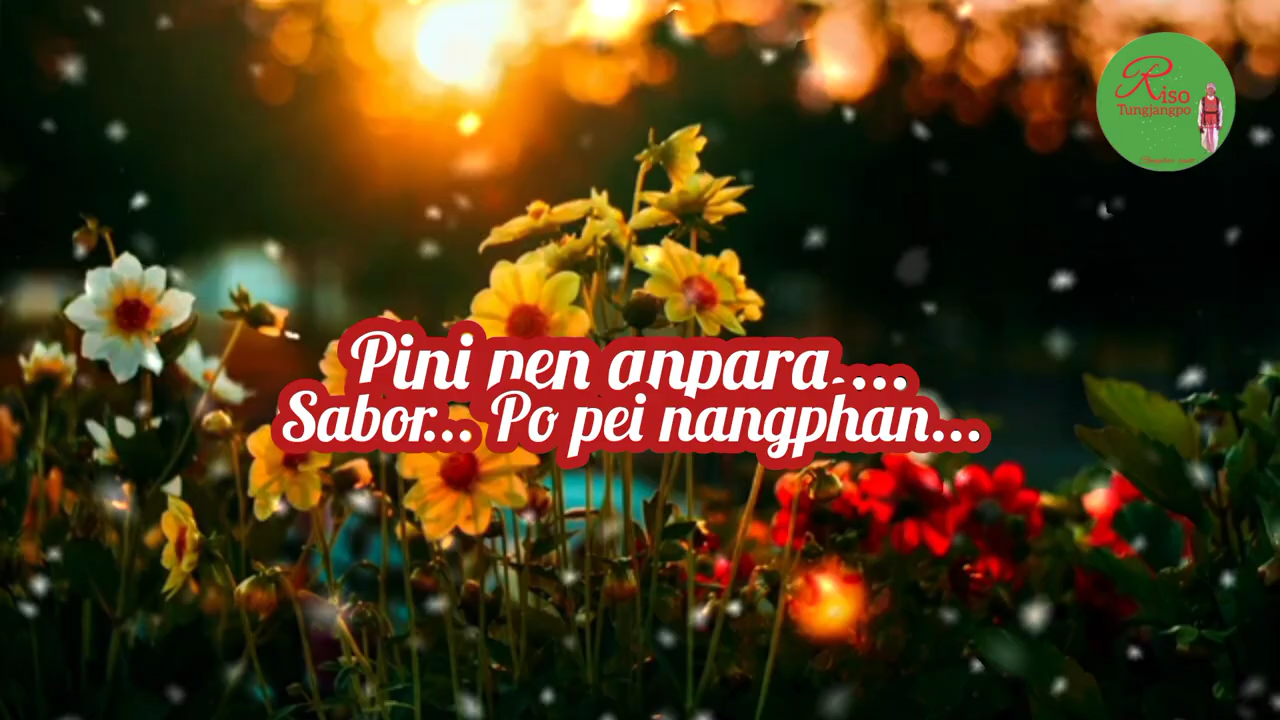 Riso
Tungjangpo
Pini pen anpara....
Sabor... Po pei nangphan...